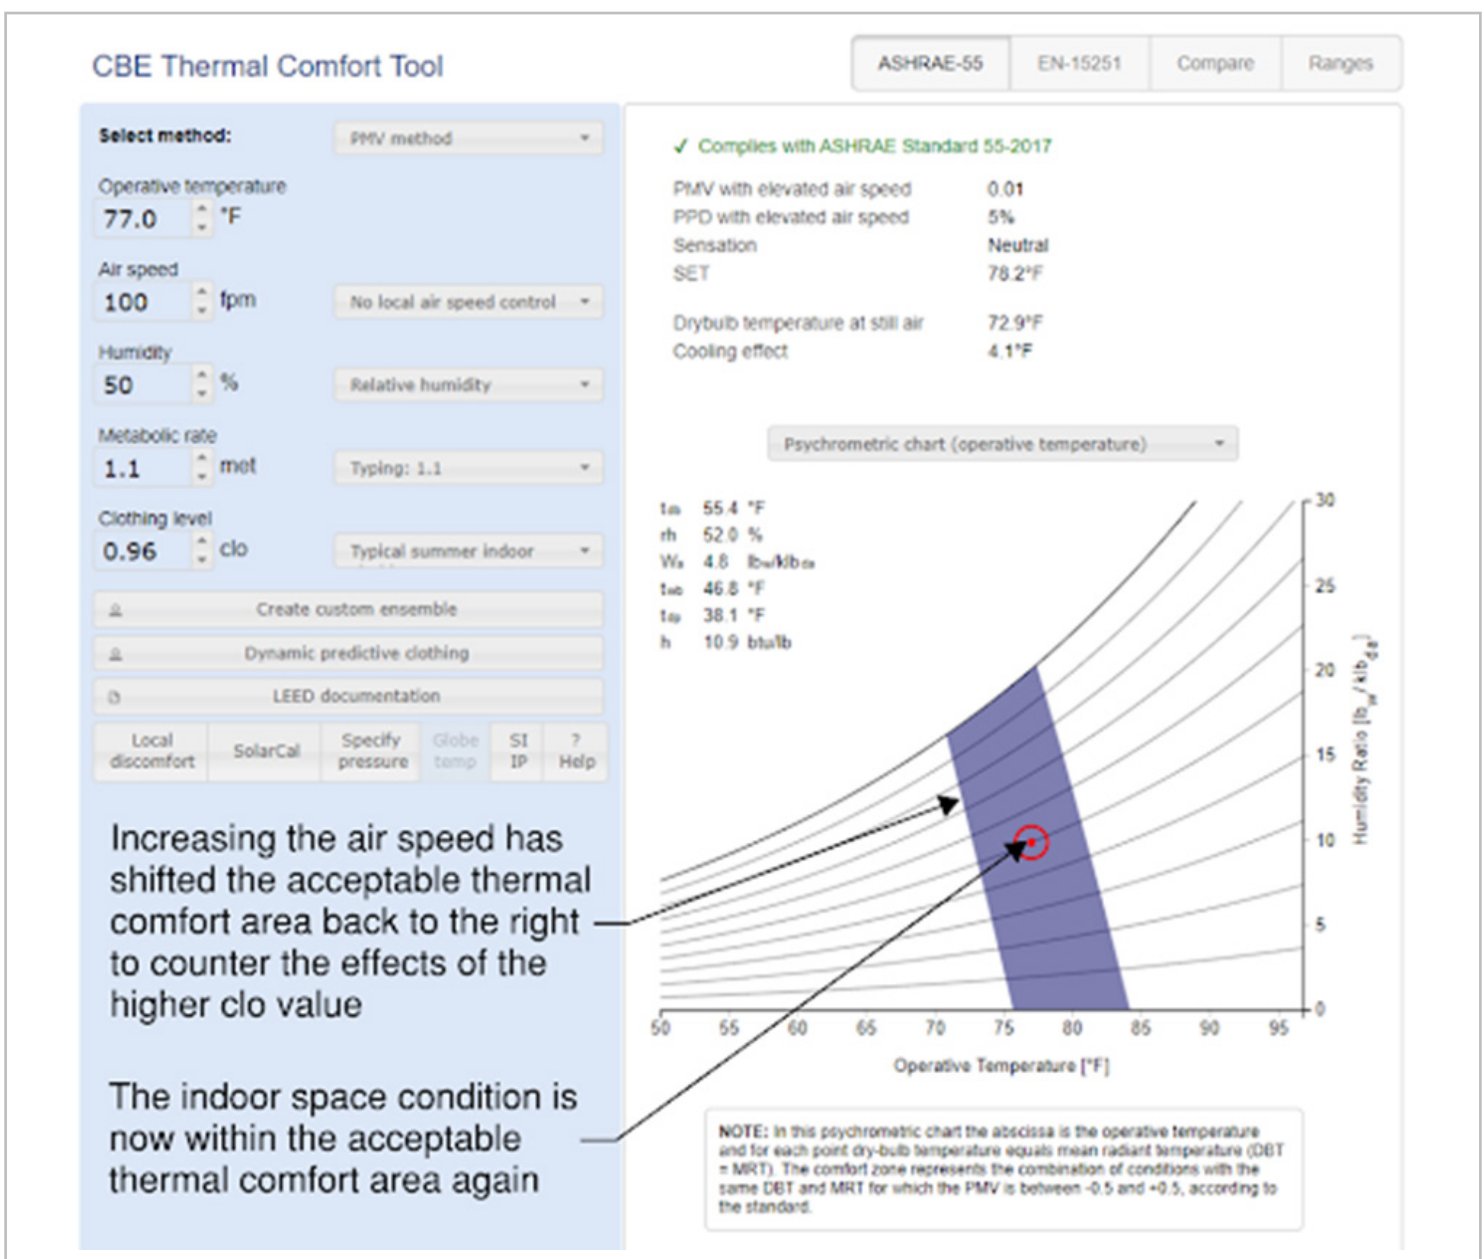 CBE Thermal Comfort Tool
ASHRAE-55 EN-15251 Compare Ranges
Select method: PMV method
Operative temperature
77.0 °F
Air speed
100 fpm No local air speed control
Humidity
50 % Relative humidity
Metabolic rate
1.1 met Typing: 1.1
Clothing level
0.96 clo Typical summer indoor
Create custom ensemble
Dynamic predictive clothing
LEED documentation
Local discomfort
SolarCal
Specify pressure
Globe temp
SI IP
? Help
Increasing the air speed has
shifted the acceptable thermal
comfort area back to the right
to counter the effects of the
higher clo value
The indoor space condition is
now within the acceptable
thermal comfort area again
✓ Complies with ASHRAE Standard 55-2017
PMV with elevated air speed 0.01
PPD with elevated air speed 5%
Sensation Neutral
SET 78.2°F
Drybulb temperature at still air 72.9°F
Cooling effect 4.1°F
Psychrometric chart (operative temperature)
tdb 55.4 °F
rh 52.0 %
Wa 4.8 lbw/klbda
twb 46.8 °F
tdp 38.1 °F
h 10.9 btu/lb
30
25
20
15
10
5
0
Humidity Ratio [lbw/klbda]
50 55 60 65 70 75 80 85 90 95
Operative Temperature [°F]
NOTE: In this psychrometric chart the abscissa is the operative temperature
and for each point dry-bulb temperature equals mean radiant temperature (DBT
= MRT). The comfort zone represents the combination of conditions with the
same DBT and MRT for which the PMV is between -0.5 and +0.5, according to
the standard.